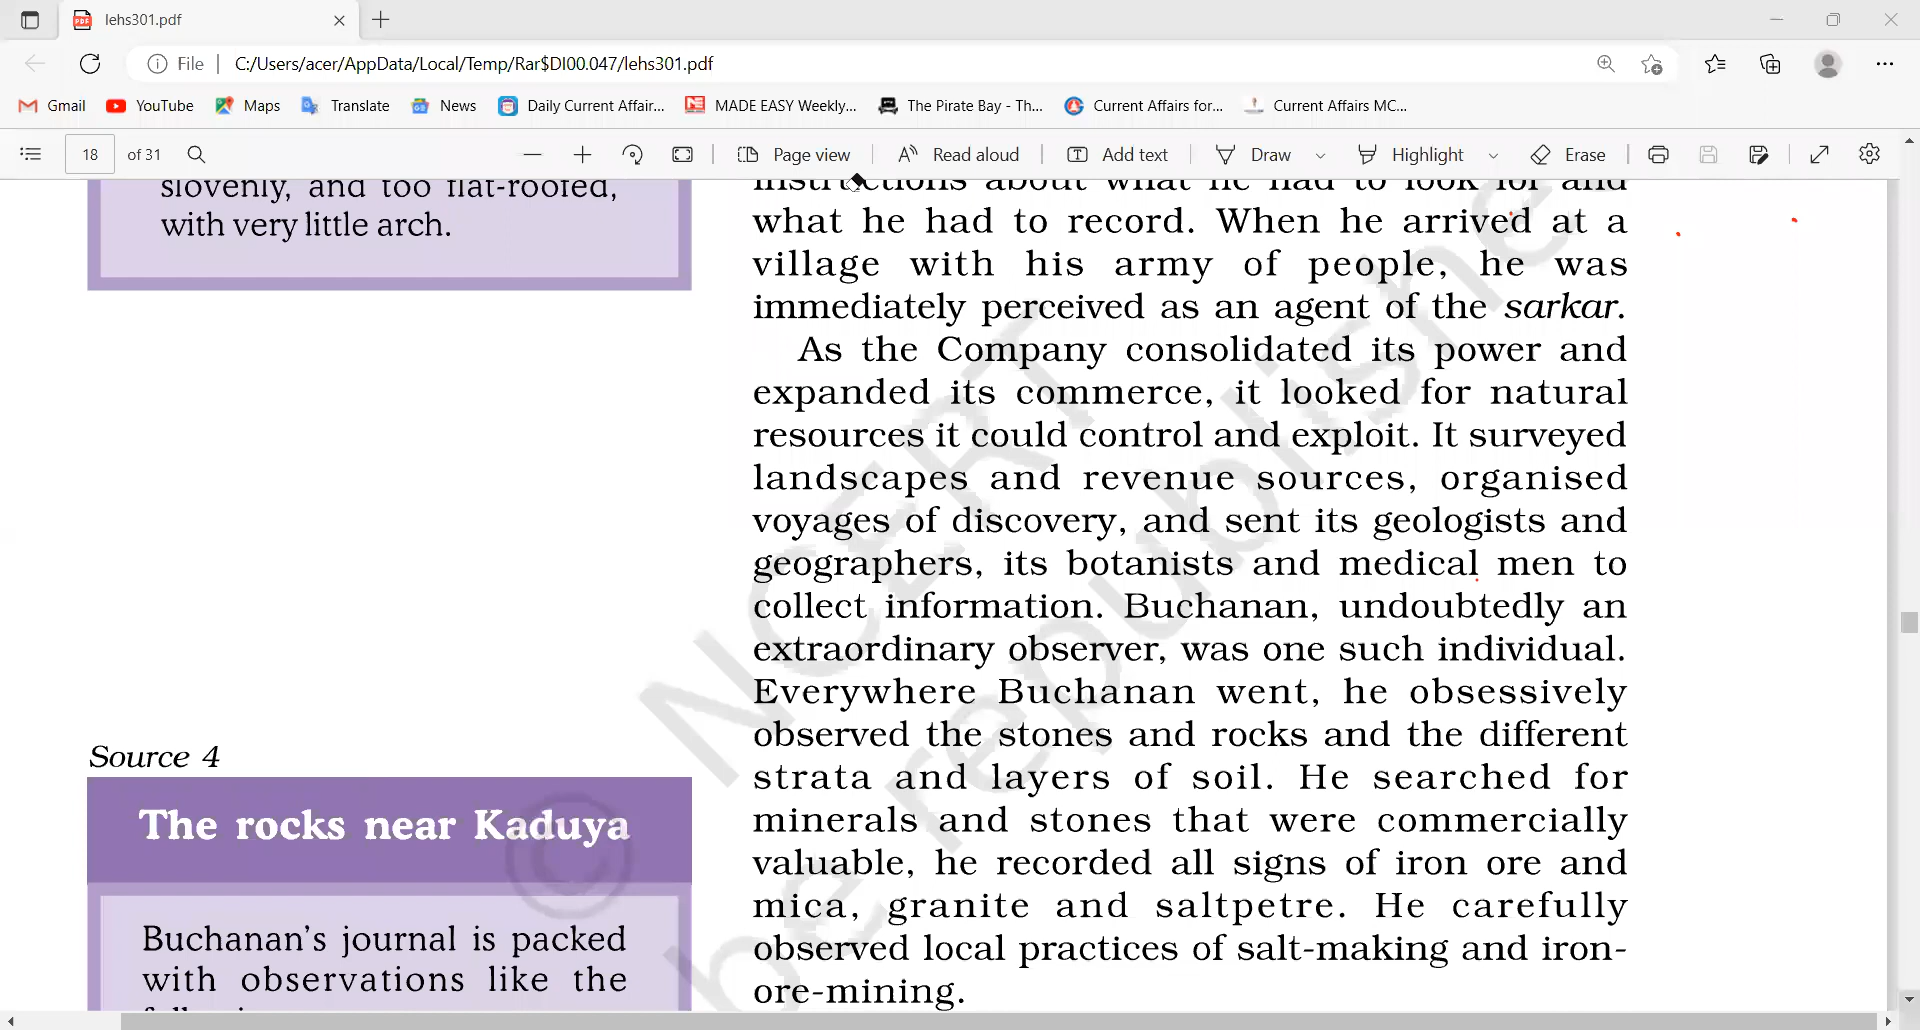 lehs301.pdf
File
C:/Users/acer/AppData/Local/Temp/Rar$DI00.047/lehs301.pdf
Gmail YouTube Maps Translate News Daily Current Affair... MADE EASY Weekly... The Pirate Bay - Th... Current Affairs for... Current Affairs MC...
18 of 31 Page view Read aloud Add text Draw Highlight Erase
slovenly, and too flat-roofed,
with very little arch.
Source 4
The rocks near Kaduya
Buchanan's journal is packed
with observations like the
instructions about what he had to look for and
what he had to record. When he arrived at a
village with his army of people, he was
immediately perceived as an agent of the sarkar.
As the Company consolidated its power and
expanded its commerce, it looked for natural
resources it could control and exploit. It surveyed
landscapes and revenue sources, organised
voyages of discovery, and sent its geologists and
geographers, its botanists and medical men to
collect information. Buchanan, undoubtedly an
extraordinary observer, was one such individual.
Everywhere Buchanan went, he obsessively
observed the stones and rocks and the different
strata and layers of soil. He searched for
minerals and stones that were commercially
valuable, he recorded all signs of iron ore and
mica, granite and saltpetre. He carefully
observed local practices of salt-making and iron-
ore-mining.
© NCERT
be republishe